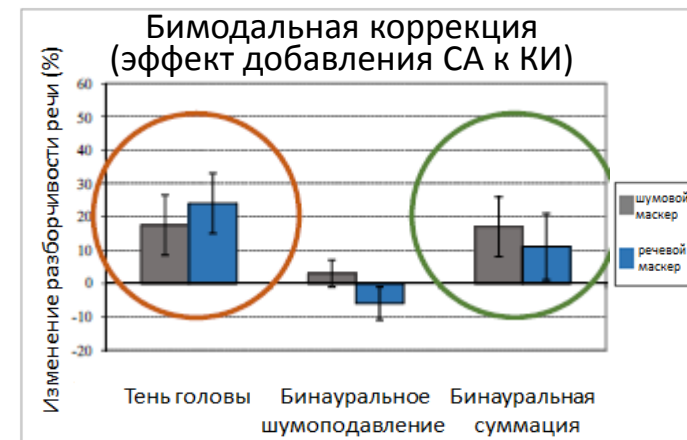 Бимодальная коррекция
(эффект добавления СА к КИ)
Изменение разборчивости речи (%)
60
50
40
30
20
10
0
-10
-20
шумовой
маскер
речевой
маскер
Тень головы
Бинауральное
шумоподавление
Бинауральная
суммация